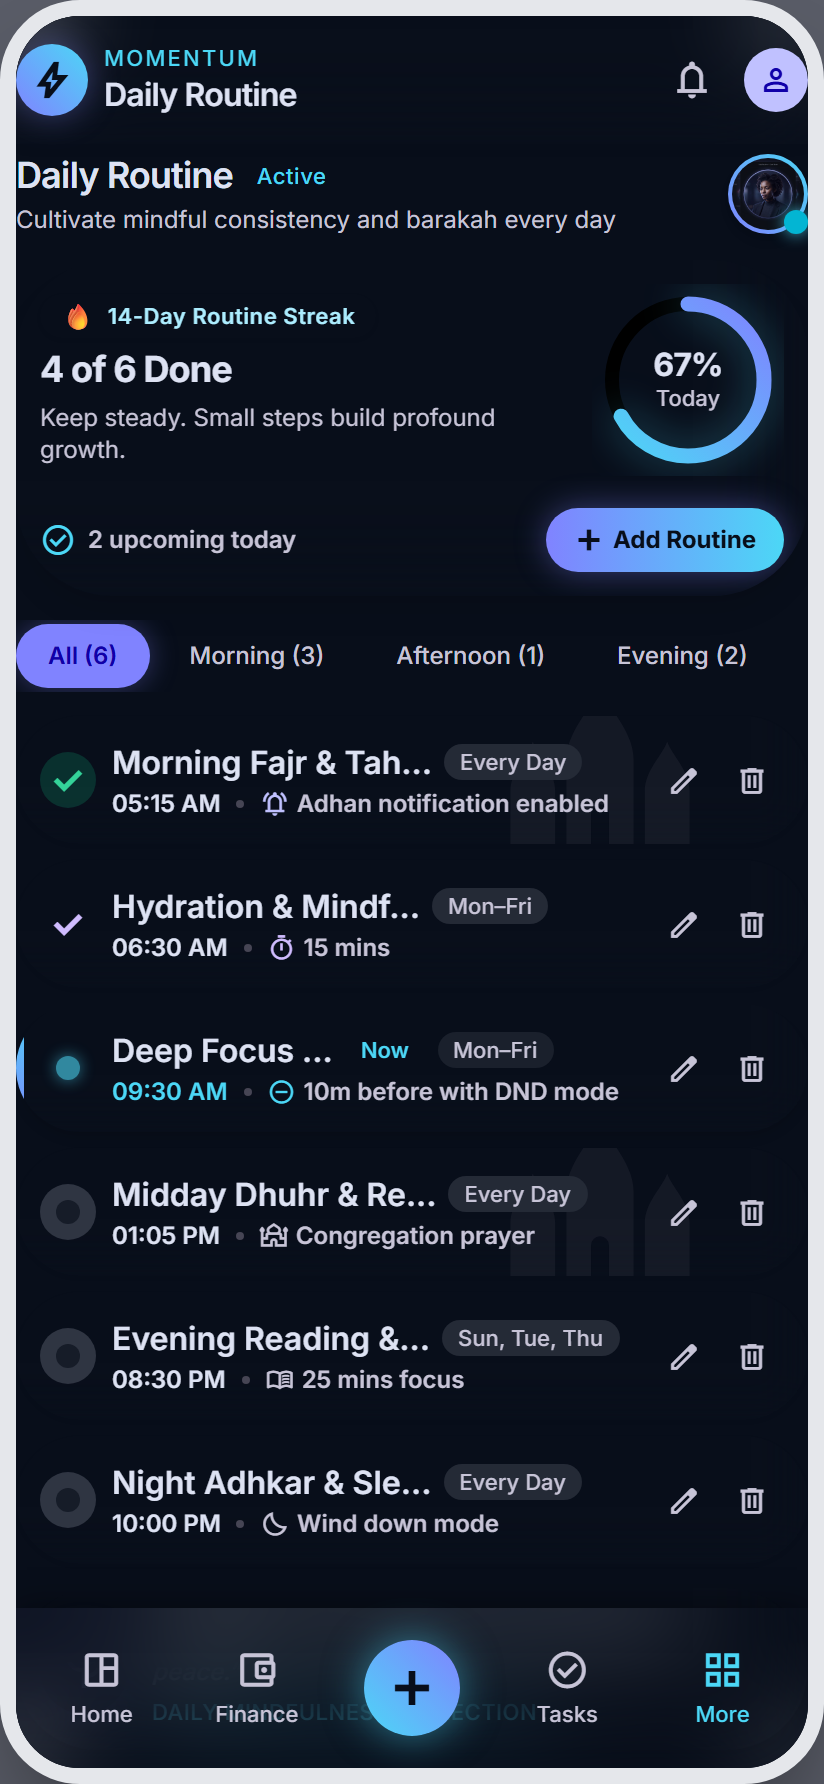 MOMENTUM
Daily Routine
Daily Routine Active
Cultivate mindful consistency and barakah every day
14-Day Routine Streak
4 of 6 Done
Keep steady. Small steps build profound
growth.
67%
Today
2 upcoming today
+ Add Routine
All (6) Morning (3) Afternoon (1) Evening (2)
Morning Fajr & Tah... Every Day
05:15 AM • Adhan notification enabled
Hydration & Mindf... Mon–Fri
06:30 AM • 15 mins
Deep Focus ... Now Mon–Fri
09:30 AM • 10m before with DND mode
Midday Dhuhr & Re... Every Day
01:05 PM • Congregation prayer
Evening Reading &... Sun, Tue, Thu
08:30 PM • 25 mins focus
Night Adhkar & Sle... Every Day
10:00 PM • Wind down mode
peace.
DAILY MINDFULNES ECTION
Home Finance Tasks More